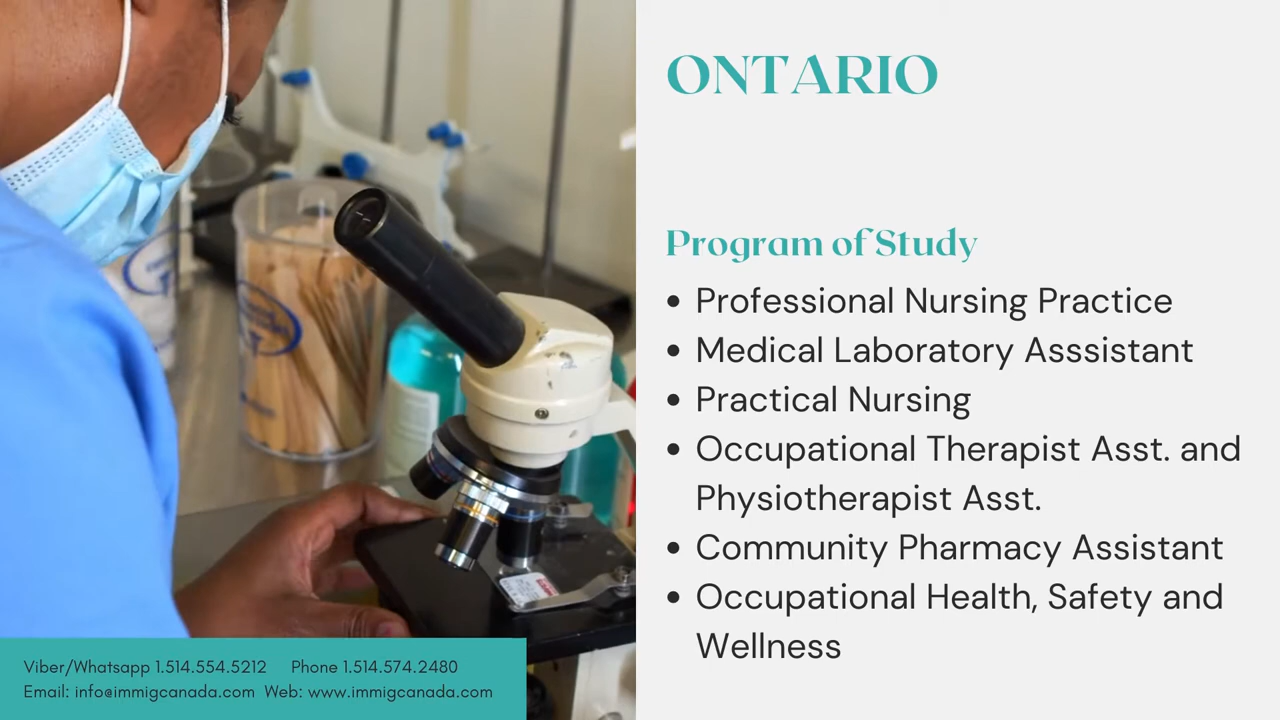 ONTARIO
Program of Study
• Professional Nursing Practice
• Medical Laboratory Asssistant
• Practical Nursing
• Occupational Therapist Asst. and
Physiotherapist Asst.
• Community Pharmacy Assistant
• Occupational Health, Safety and
Wellness
Viber/Whatsapp 1.514.554.5212 Phone 1.514.574.2480
Email: info@immigcanada.com Web: www.immigcanada.com